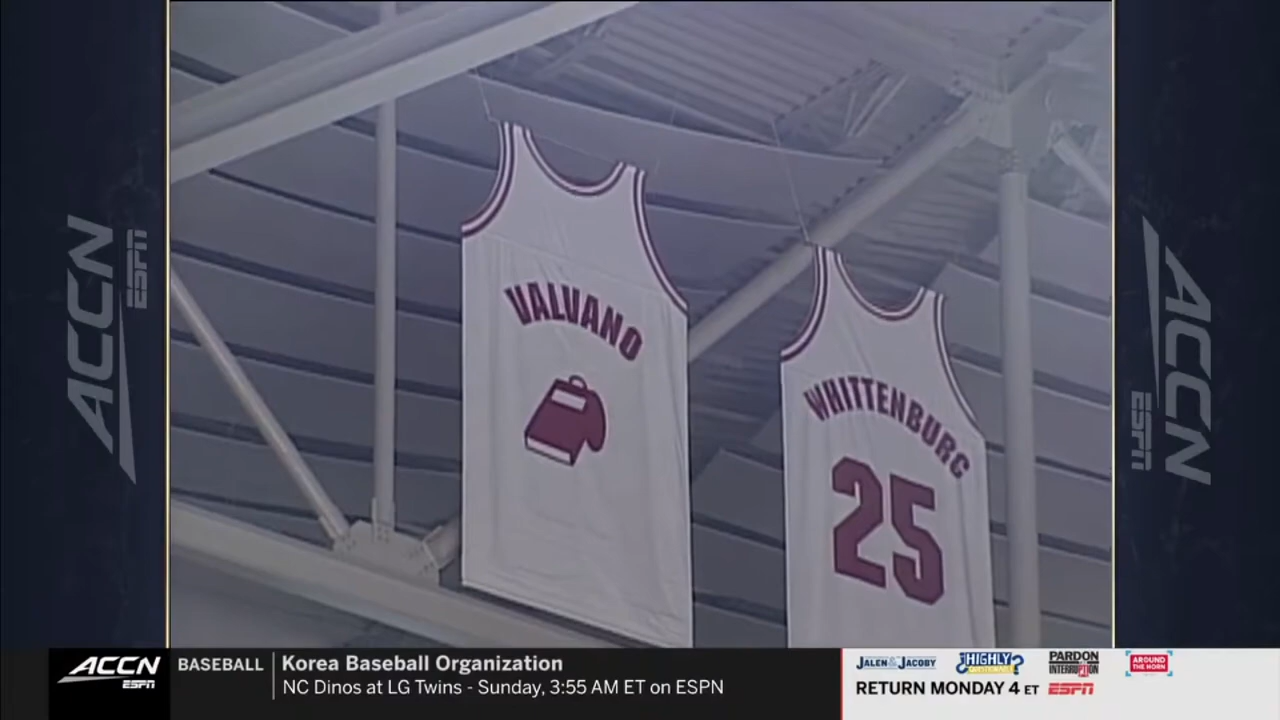 VALVANO
WHITTENBURG
25
ACCN
ESPN
ACCN
ESPN
ACCN
ESPN
BASEBALL
Korea Baseball Organization
NC Dinos at LG Twins - Sunday, 3:55 AM ET on ESPN
JALEN & JACOBY
HIGHLY QUESTIONABLE
PARDON
INTERRUPTION
AROUND
THE HORN
RETURN MONDAY 4 ET ESPN